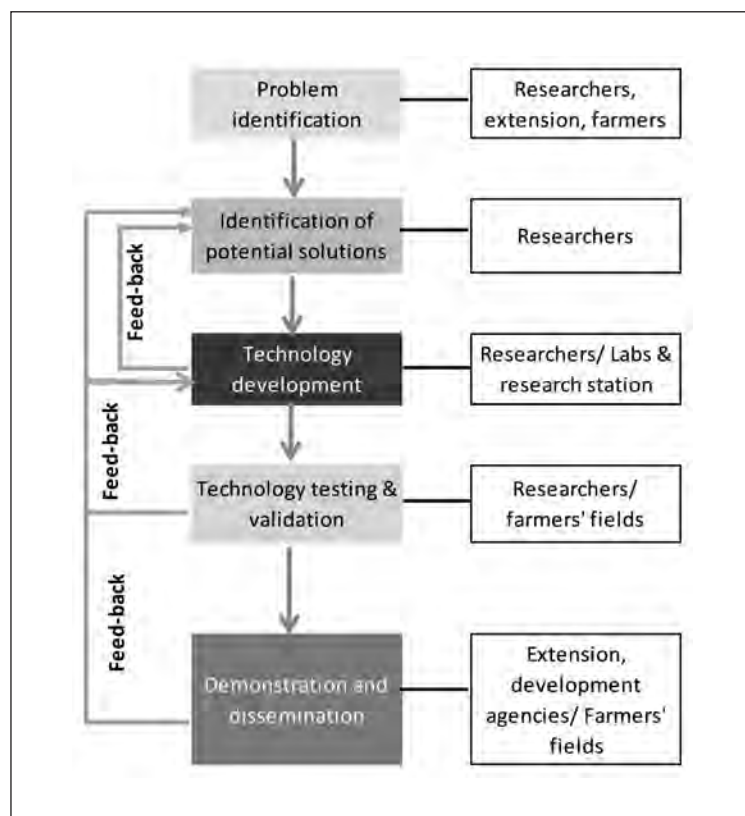 Problem
identification
Researchers,
extension, farmers
Identification of
potential solutions
Researchers
Feed-back
Technology
development
Researchers/ Labs &
research station
Feed-back
Technology testing &
validation
Researchers/
farmers' fields
Feed-back
Demonstration and
dissemination
Extension,
development
agencies/ Farmers'
fields